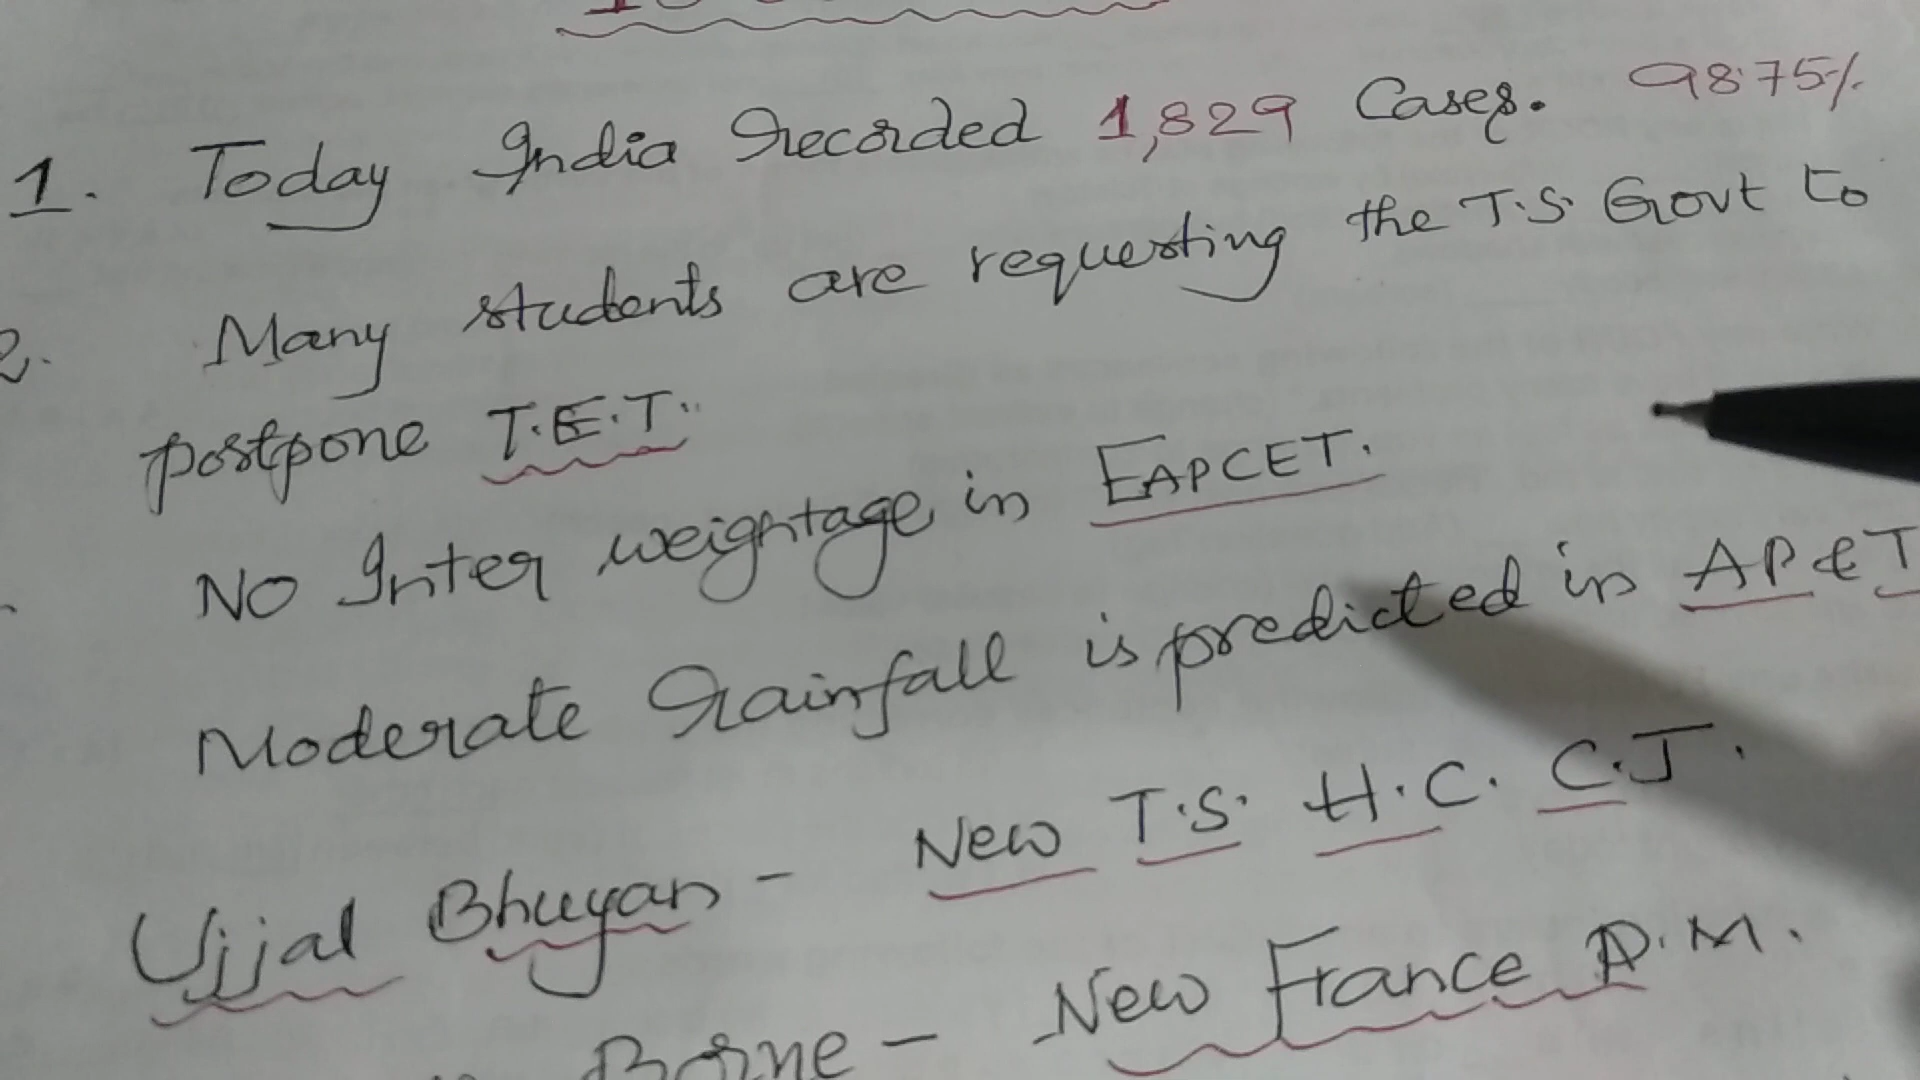 1. Today India recorded 1,829 Cases. 98.75%
2. Many students are requesting the T.S. Govt to
postpone T.E.T.
No Inter weightage in EAPCET.
Moderate rainfall is predicted in AP & T
Ujjal Bhuyan - New T.S. H.C. C.J.
Borne - New France P.M.